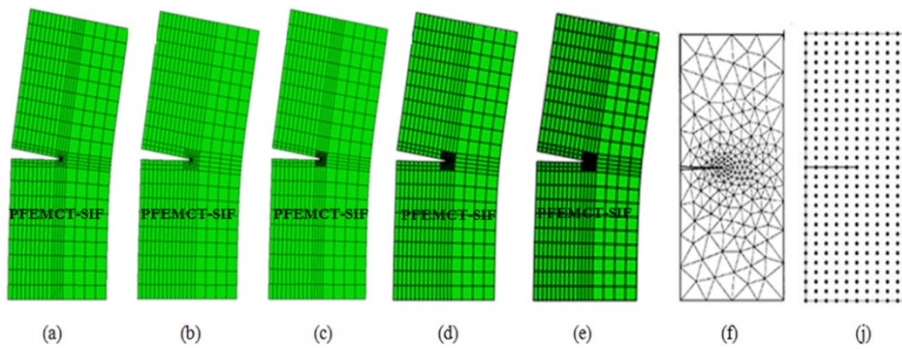 PFEMCT-SIF PFEMCT-SIF PFEMCT-SIF PFEMCT-SIF PFEMCT-SIF
(a) (b) (c) (d) (e) (f) (j)